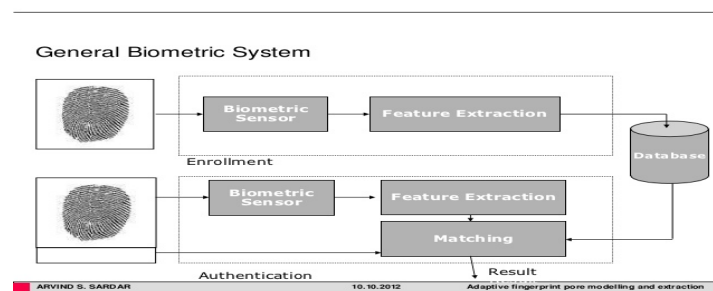 General Biometric System
Biometric
Sensor
Feature Extraction
Database
Enrollment
Biometric
Sensor
Feature Extraction
Matching
Authentication
Result
ARVIND S. SARDAR 10.10.2012 Adaptive fingerprint pore modelling and extraction